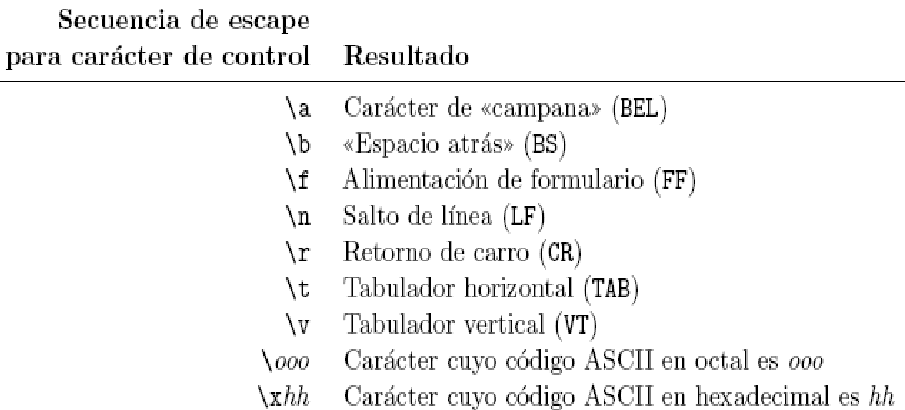 Secuencia de escape
para carácter de control Resultado
\a Carácter de «campana» (BEL)
\b «Espacio atrás» (BS)
\f Alimentación de formulario (FF)
\n Salto de línea (LF)
\r Retorno de carro (CR)
\t Tabulador horizontal (TAB)
\v Tabulador vertical (VT)
\ooo Carácter cuyo código ASCII en octal es ooo
\xhh Carácter cuyo código ASCII en hexadecimal es hh